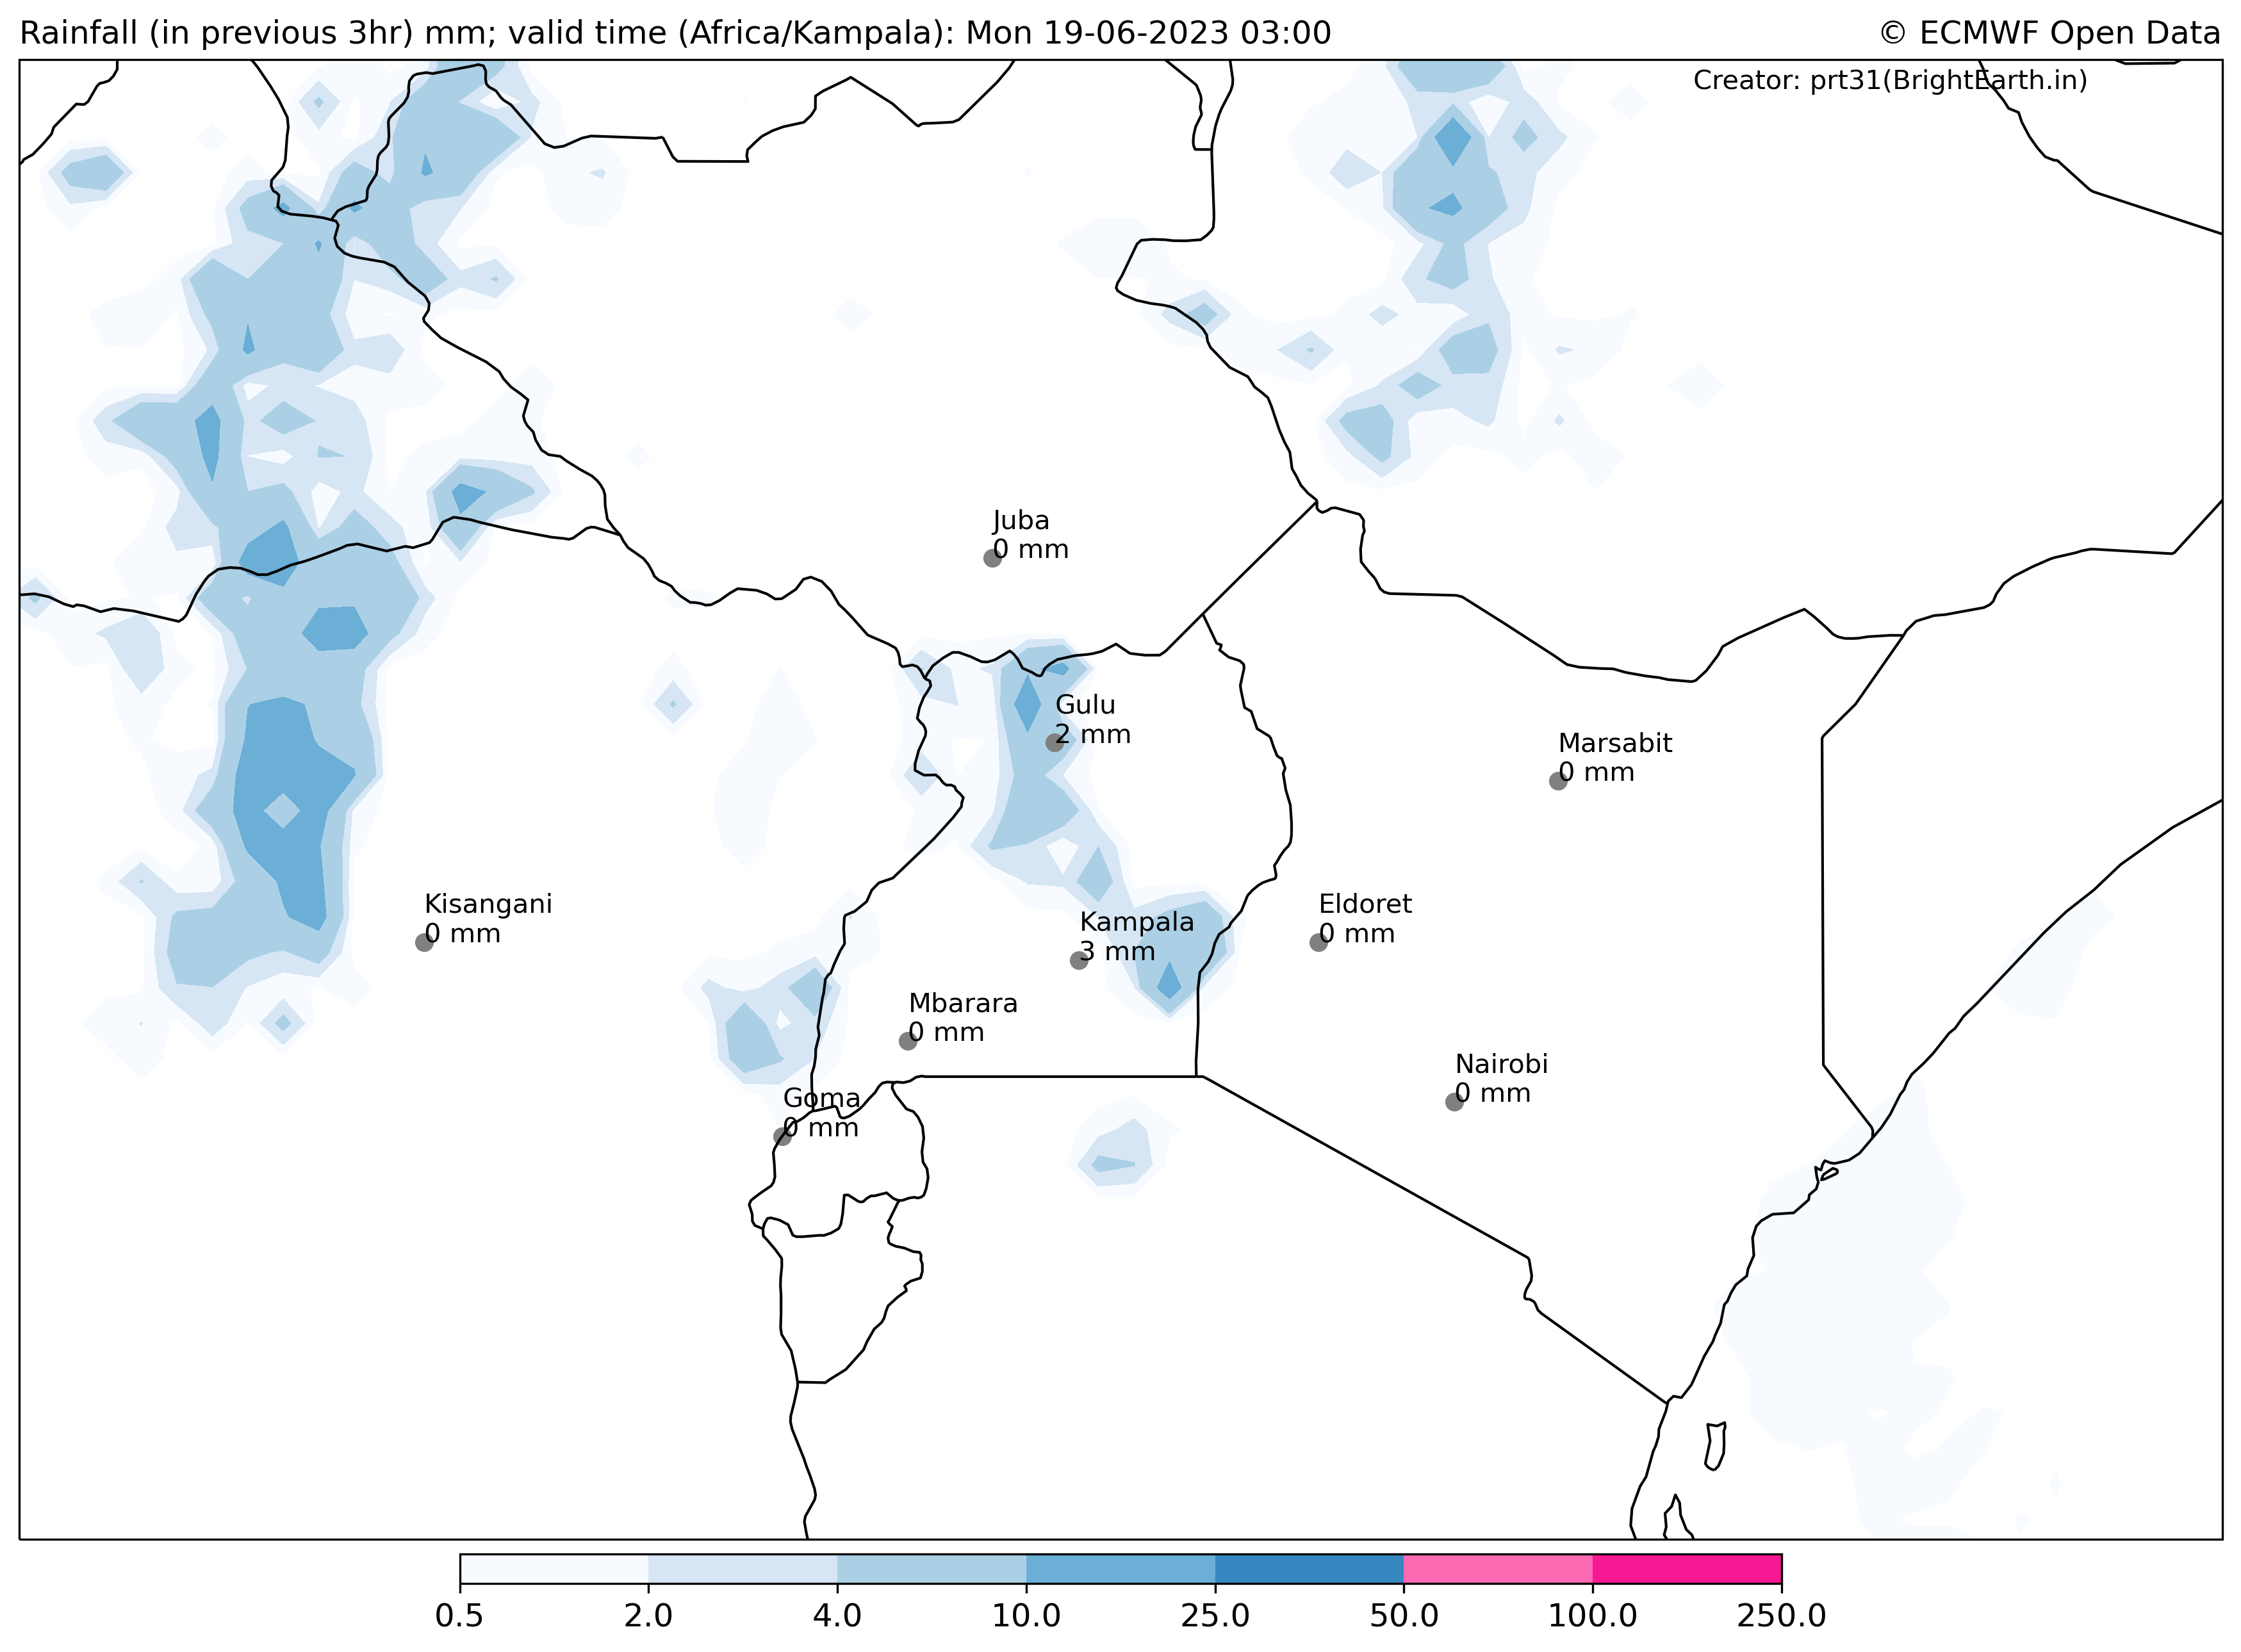 Rainfall (in previous 3hr) mm; valid time (Africa/Kampala): Mon 19-06-2023 03:00
© ECMWF Open Data
Creator: prt31(BrightEarth.in)
Juba
0 mm
Gulu
2 mm
Marsabit
0 mm
Kisangani
0 mm
Eldoret
0 mm
Kampala
3 mm
Mbarara
0 mm
Nairobi
0 mm
Goma
0 mm
0.5 2.0 4.0 10.0 25.0 50.0 100.0 250.0